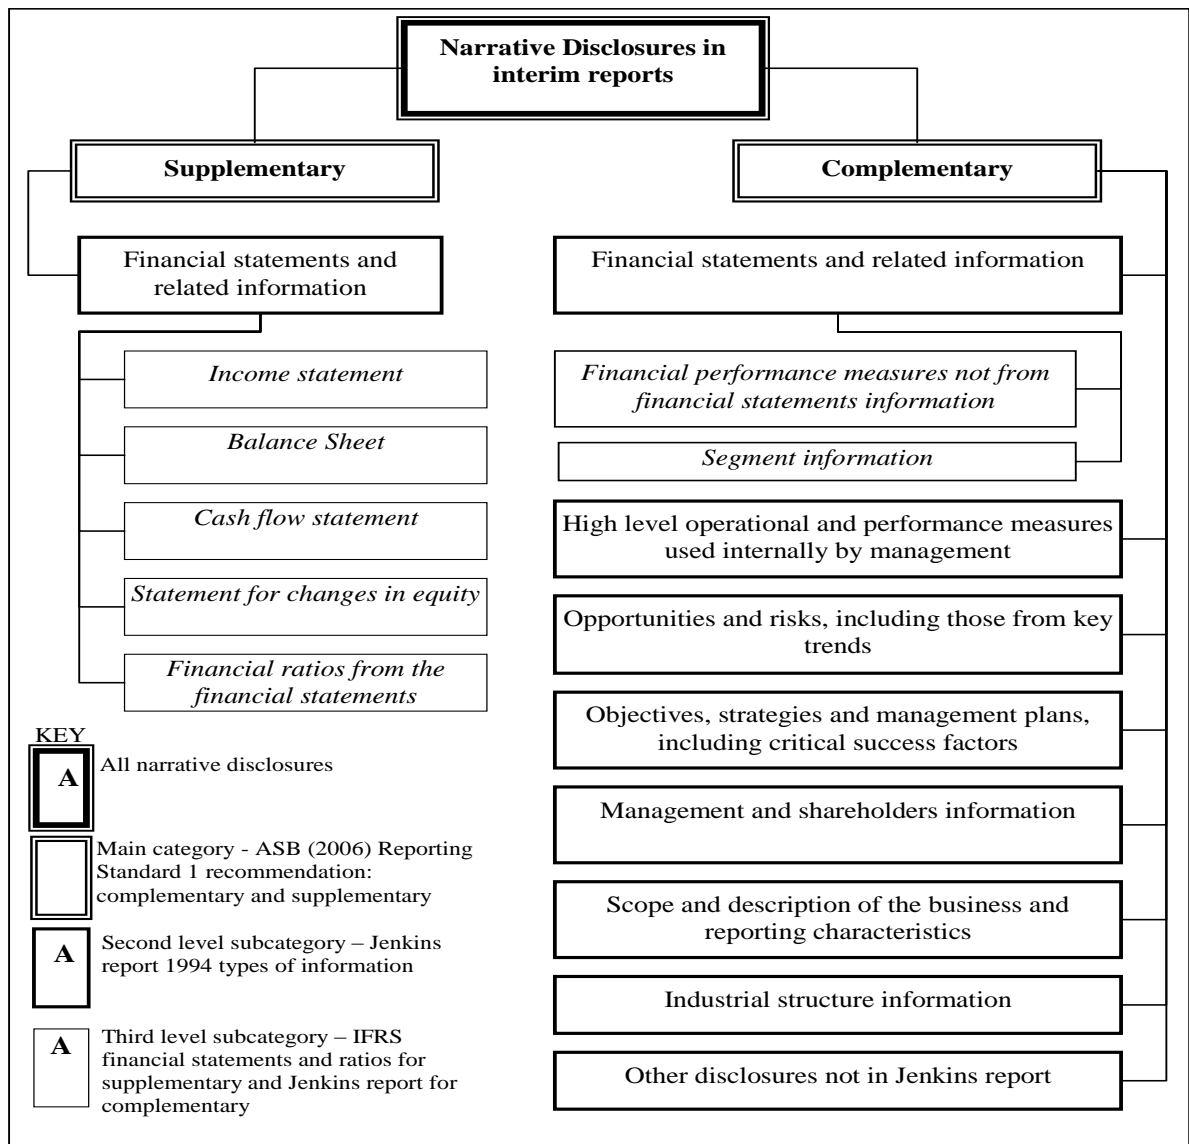 Narrative Disclosures in
interim reports
Supplementary
Complementary
Financial statements and
related information
Income statement
Balance Sheet
Cash flow statement
Statement for changes in equity
Financial ratios from the
financial statements
Financial statements and related information
Financial performance measures not from
financial statements information
Segment information
High level operational and performance measures
used internally by management
Opportunities and risks, including those from key
trends
Objectives, strategies and management plans,
including critical success factors
Management and shareholders information
Scope and description of the business and
reporting characteristics
Industrial structure information
Other disclosures not in Jenkins report
KEY
A
All narrative disclosures
Main category - ASB (2006) Reporting
Standard 1 recommendation:
complementary and supplementary
A
Second level subcategory – Jenkins
report 1994 types of information
A
Third level subcategory – IFRS
financial statements and ratios for
supplementary and Jenkins report for
complementary